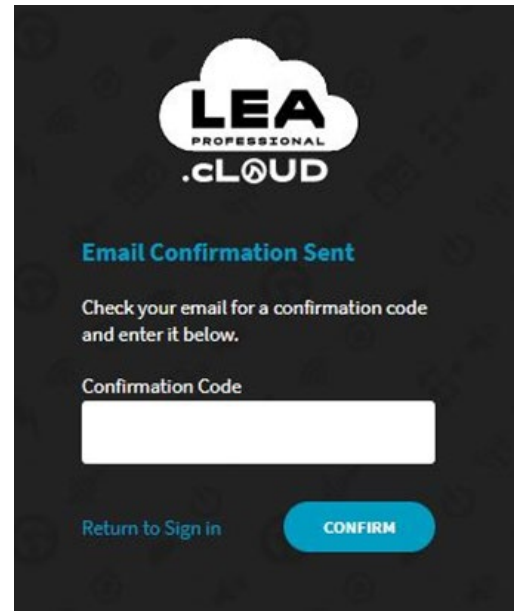 LEA
PROFESSIONAL
.cLOUD
Email Confirmation Sent
Check your email for a confirmation code
and enter it below.
Confirmation Code
Return to Sign in
CONFIRM